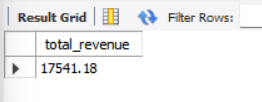 Result Grid Filter Rows:
total_revenue
17541.18